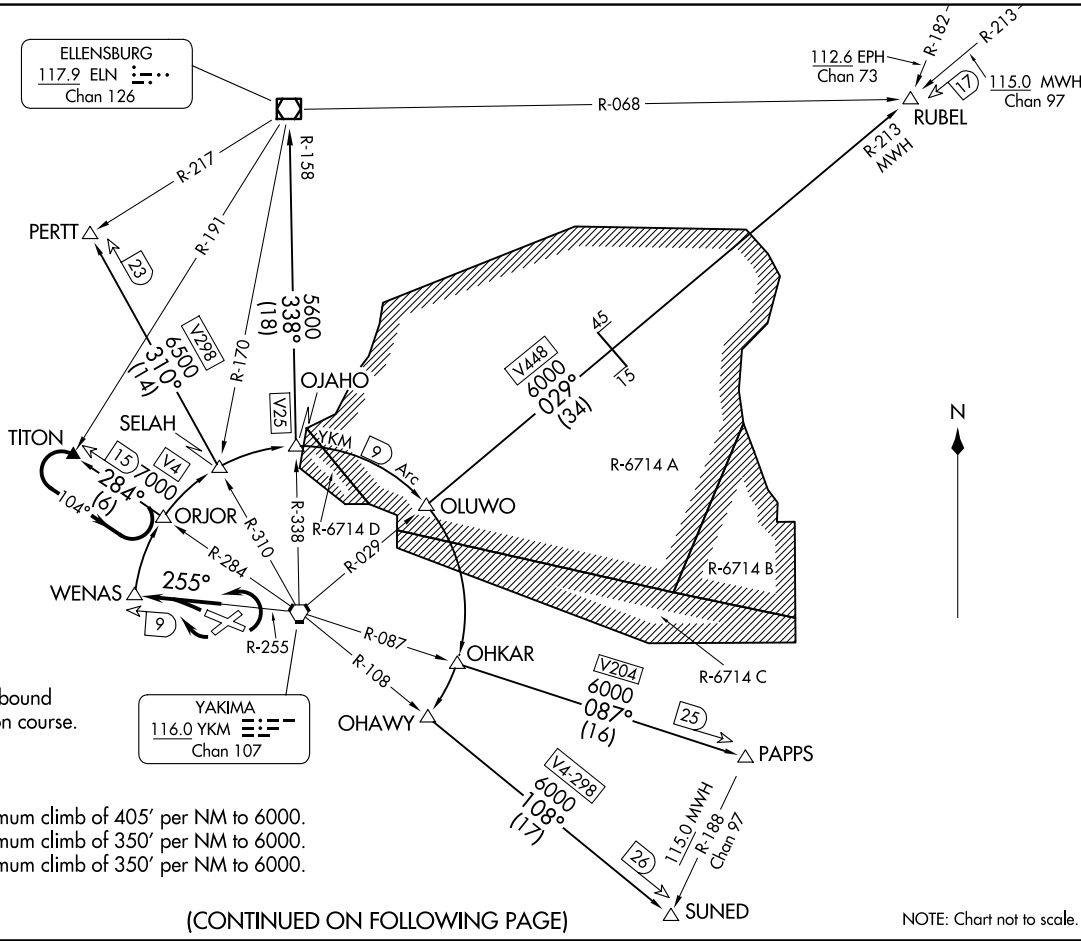 ELLENSBURG
117.9 ELN
Chan 126
R-182
R-213
112.6 EPH
Chan 73
17
115.0 MWH
Chan 97
R-068
RUBEL
R-213
MWH
R-217
R-158
PERTT
23
R-191
V298
6500
310°
(14)
R-170
5600
338°
(18)
V25
OJAHO
V448
6000
029°
(34)
45
15
N
SELAH
TITON
15
7000
V4
284°
(6)
104°
YKM 9 Arc
R-6714 A
ORJOR
R-310
R-338
R-6714 D
OLUWO
R-284
R-029
R-6714 B
WENAS
255°
9
R-255
R-087
OHKAR
R-108
R-6714 C
V204
6000
087°
(16)
25
bound
on course.
YAKIMA
116.0 YKM
Chan 107
OHAWY
PAPPS
V4-298
6000
108°
(17)
115.0 MWH
R-188
Chan 97
26
SUNED
mum climb of 405' per NM to 6000.
mum climb of 350' per NM to 6000.
mum climb of 350' per NM to 6000.
(CONTINUED ON FOLLOWING PAGE)
NOTE: Chart not to scale.